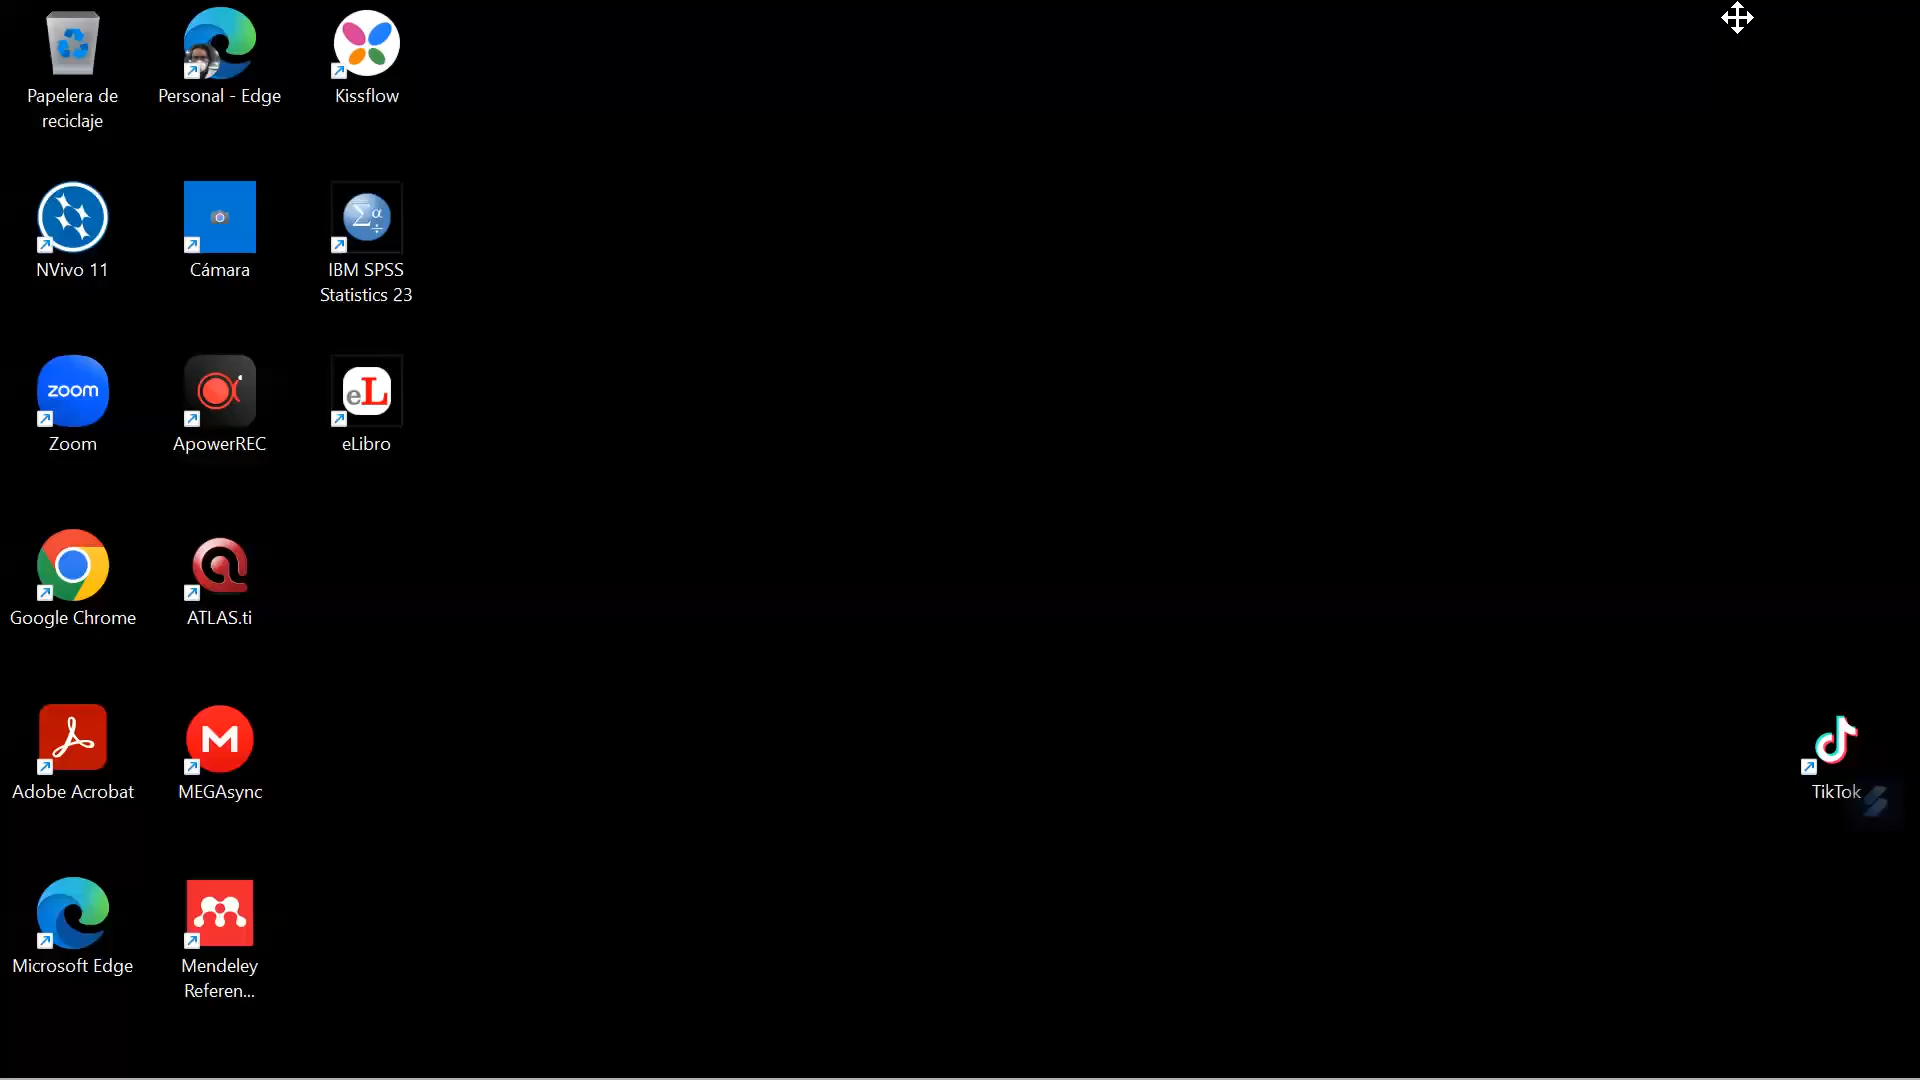 Papelera de
reciclaje
Personal - Edge
Kissflow
NVivo 11
Cámara
Σα
÷
IBM SPSS
Statistics 23
zoom
Zoom
ApowerREC
eL
eLibro
Google Chrome
ATLAS.ti
Adobe Acrobat
M
MEGAsync
TikTok
Microsoft Edge
Mendeley
Referen...